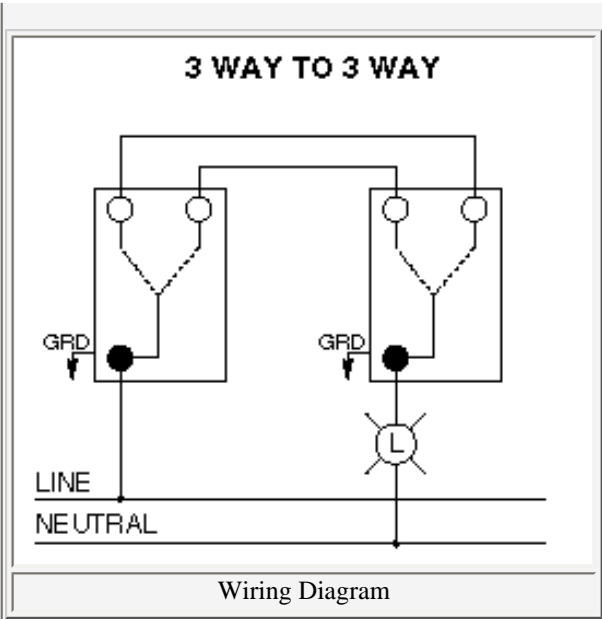 3 WAY TO 3 WAY
GRD
GRD
L
LINE
NEUTRAL
Wiring Diagram